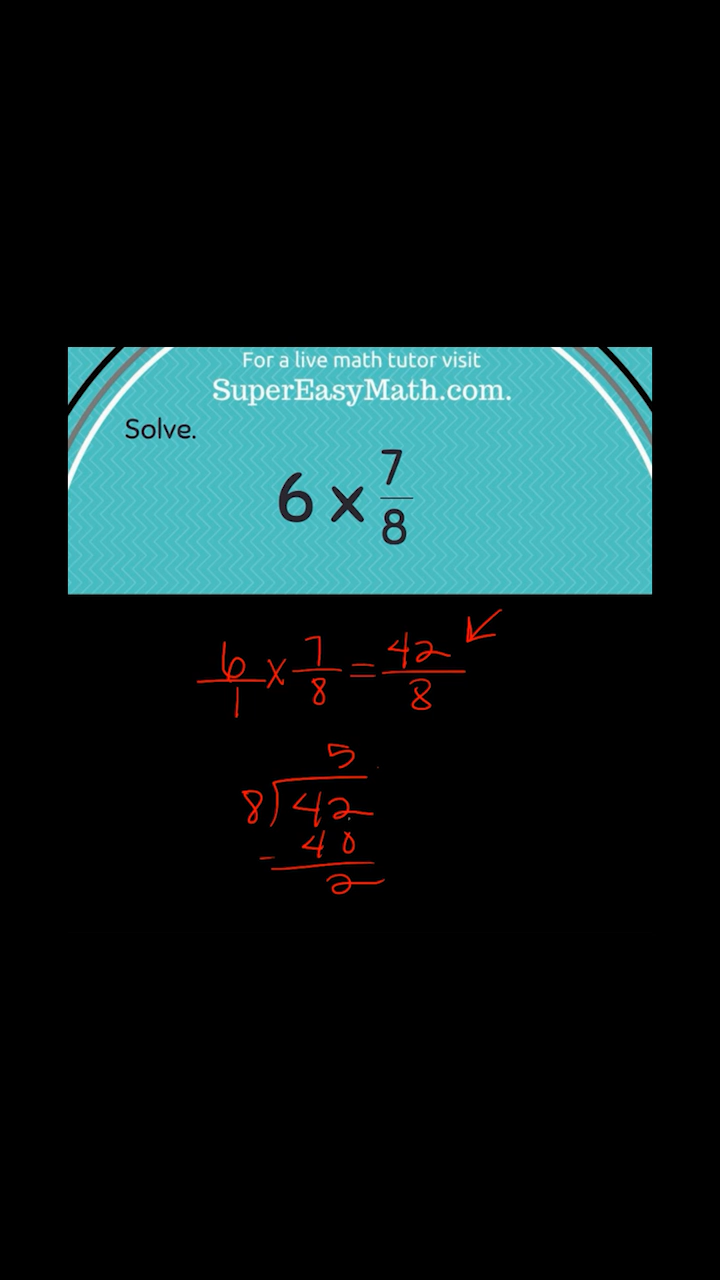 For a live math tutor visit
SuperEasyMath.com.
Solve.
6 x 7/8
6/1 x 7/8 = 42/8
5
8)42
- 40
2